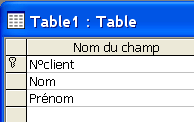 Table1 : Table
Nom du champ
N°client
Nom
Prénom